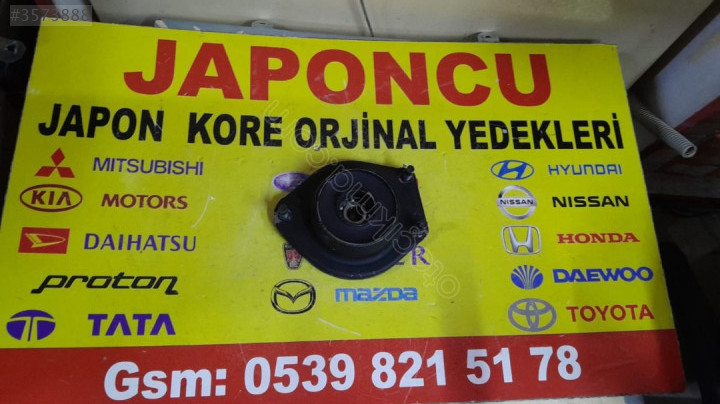 #3573888
JAPONCU
JAPON KORE ORJİNAL YEDEKLERİ
MITSUBISHI
HYUNDAI
KIA MOTORS
NISSAN
DAIHATSU
R
HONDA
proton
mazda
DAEWOO
TATA
TOYOTA
Gsm: 0539 821 51 78